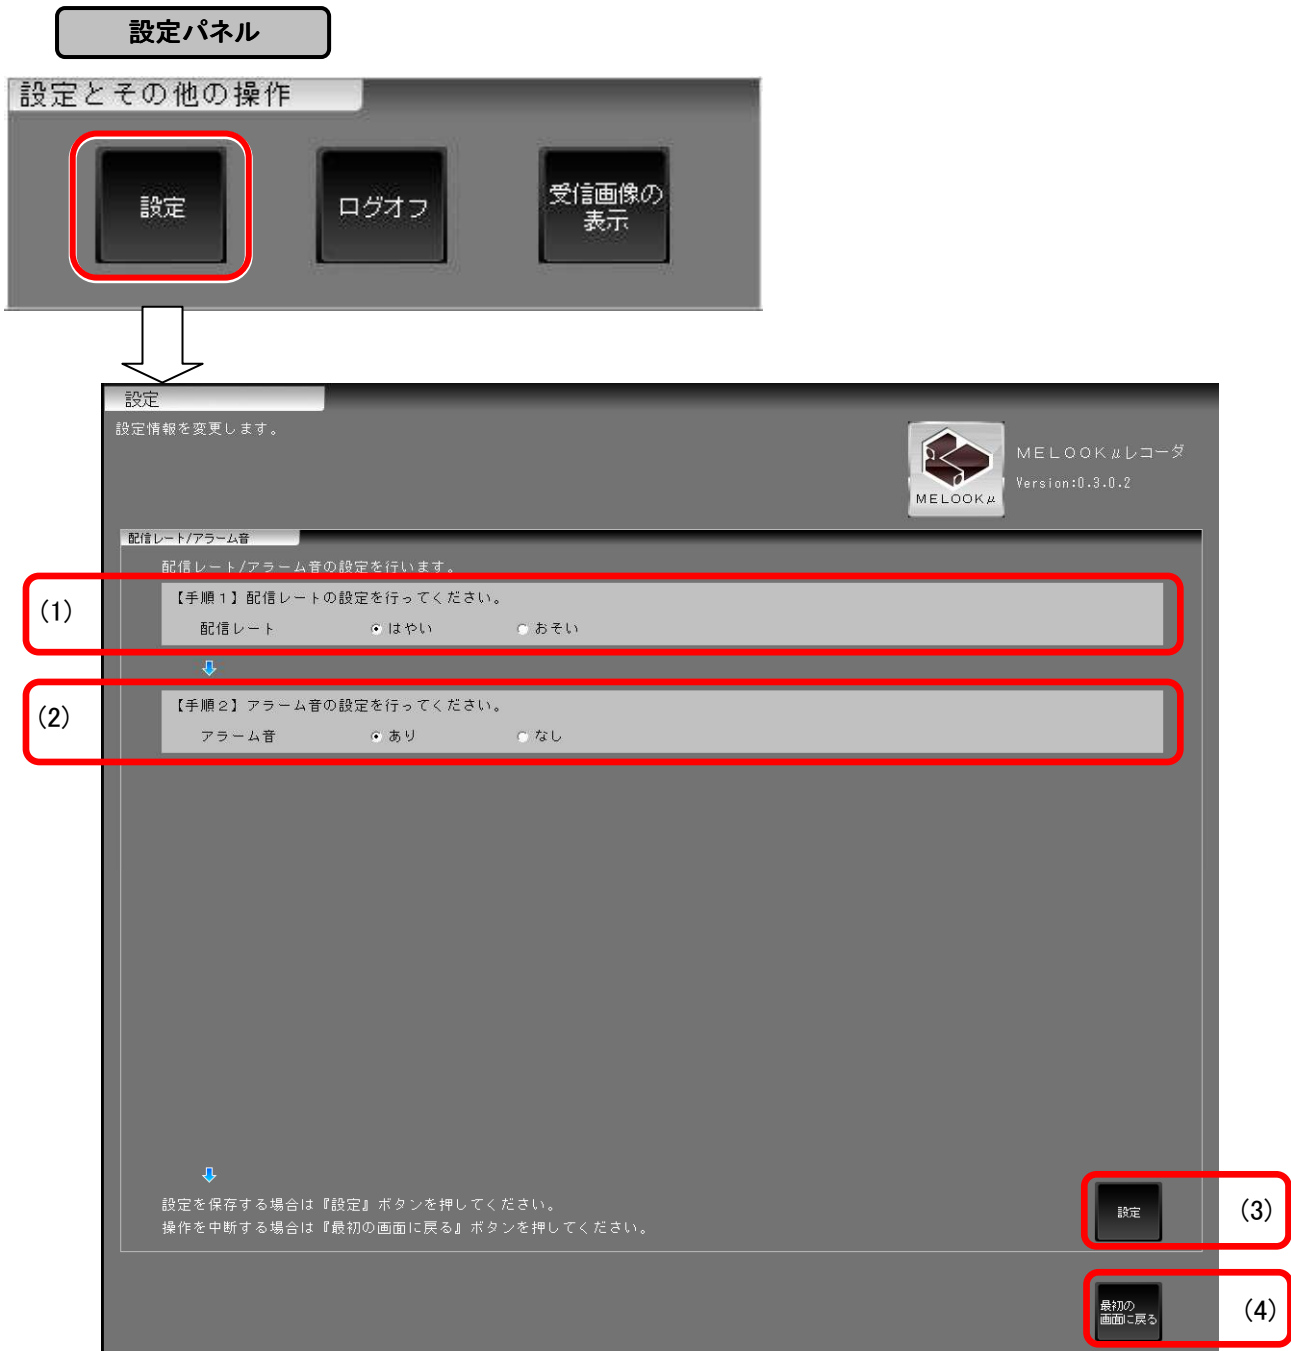 設定パネル
設定とその他の操作
設定
ログオフ
受信画像の
表示
設定
設定情報を変更します。
MELOOKμ
MELOOKμレコーダ
Version:0.3.0.2
配信レート/アラーム音
配信レート/アラーム音の設定を行います。
(1)
【手順1】配信レートの設定を行ってください。
配信レート はやい おそい
(2)
【手順2】アラーム音の設定を行ってください。
アラーム音 あり なし
設定を保存する場合は『設定』ボタンを押してください。
操作を中断する場合は『最初の画面に戻る』ボタンを押してください。
設定
(3)
最初の
画面に戻る
(4)